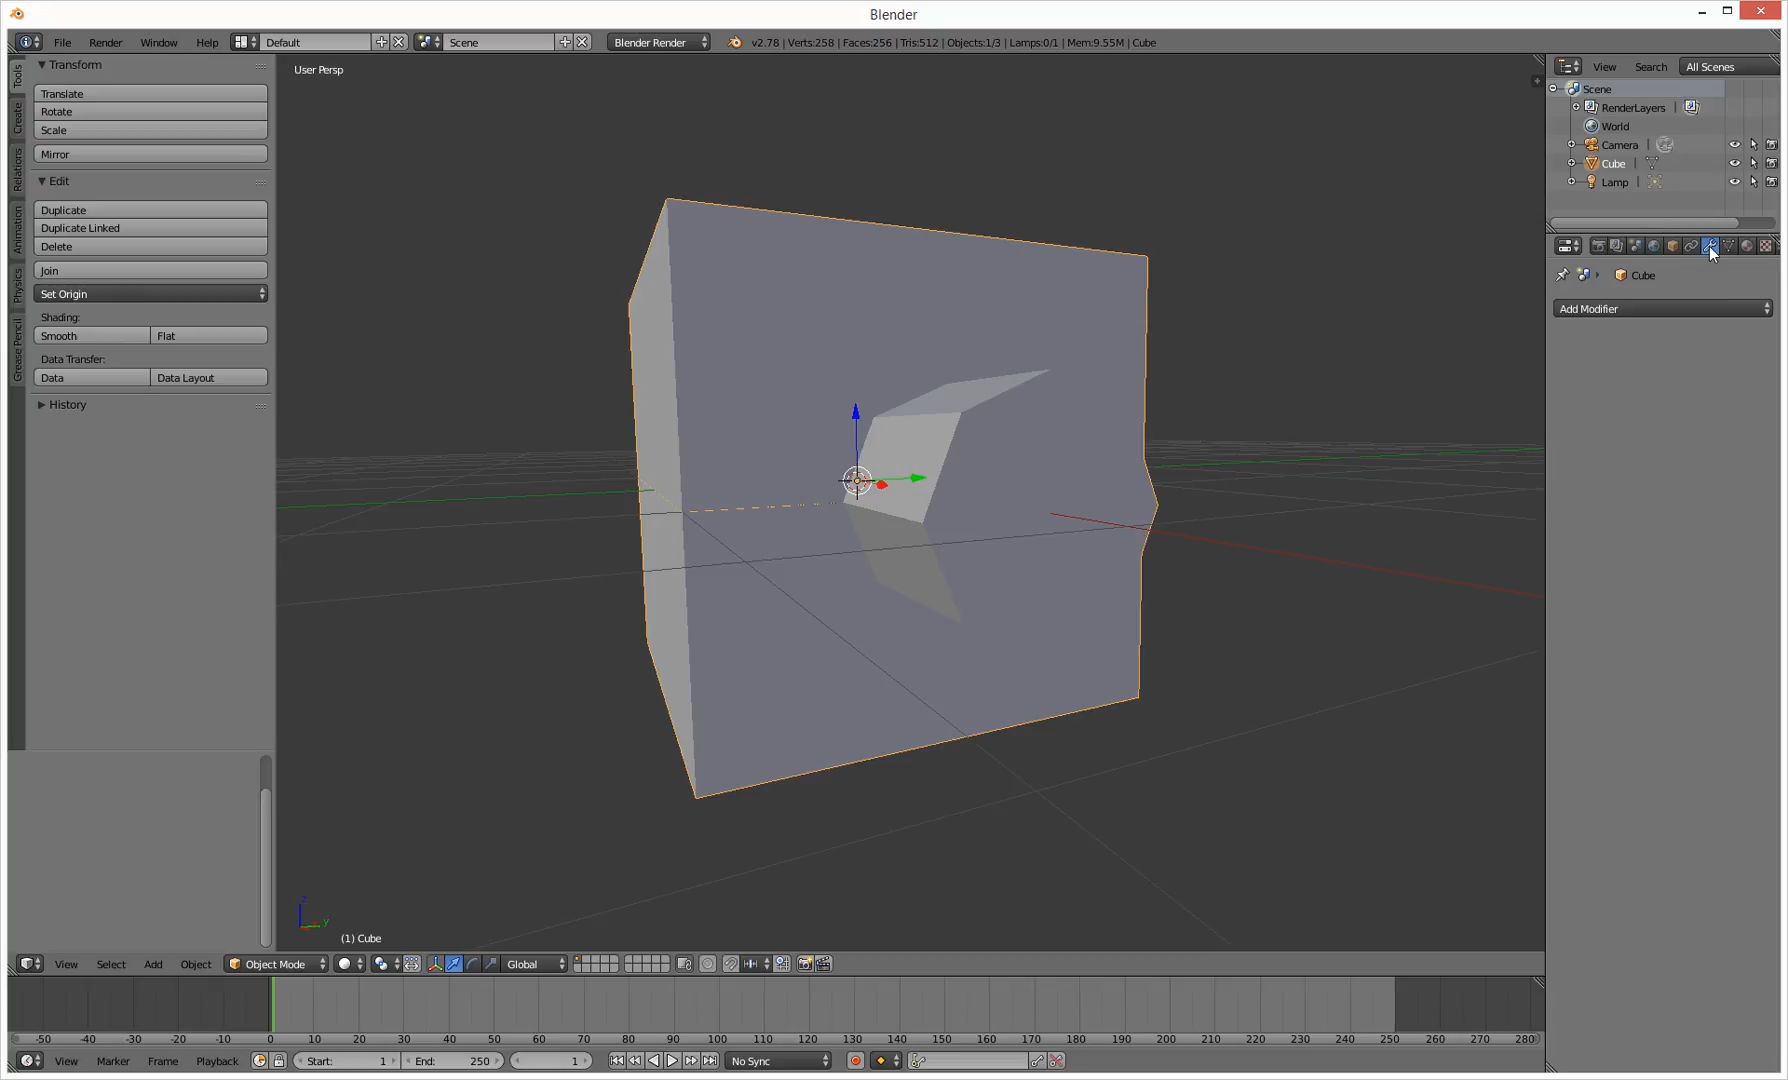 Blender
File Render Window Help Default Scene Blender Render v2.78 | Verts:258 | Faces:256 | Tris:512 | Objects:1/3 | Lamps:0/1 | Mem:9.55M | Cube
Tools
Create
Relations
Animation
Physics
Grease Pencil
Transform
Translate
Rotate
Scale
Mirror
Edit
Duplicate
Duplicate Linked
Delete
Join
Set Origin
Shading:
Smooth Flat
Data Transfer:
Data Data Layout
History
User Persp
z
y
(1) Cube
View Search All Scenes
Scene
RenderLayers |
World
Camera |
Cube |
Lamp |
Cube
Add Modifier
View Select Add Object Object Mode Global
-50 -40 -30 -20 -10 0 10 20 30 40 50 60 70 80 90 100 110 120 130 140 150 160 170 180 190 200 210 220 230 240 250 260 270 280
View Marker Frame Playback Start: 1 End: 250 1 No Sync